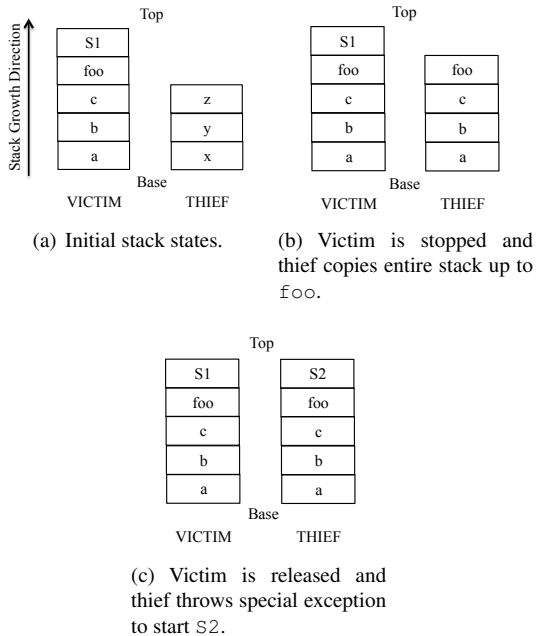 Top
Stack Growth Direction
S1
foo
c
b
a
z
y
x
Base
VICTIM
THIEF
(a) Initial stack states.
Top
S1
foo
c
b
a
foo
c
b
a
Base
VICTIM
THIEF
(b) Victim is stopped and
thief copies entire stack up to
foo.
Top
S1
foo
c
b
a
S2
foo
c
b
a
Base
VICTIM
THIEF
(c) Victim is released and
thief throws special exception
to start S2.